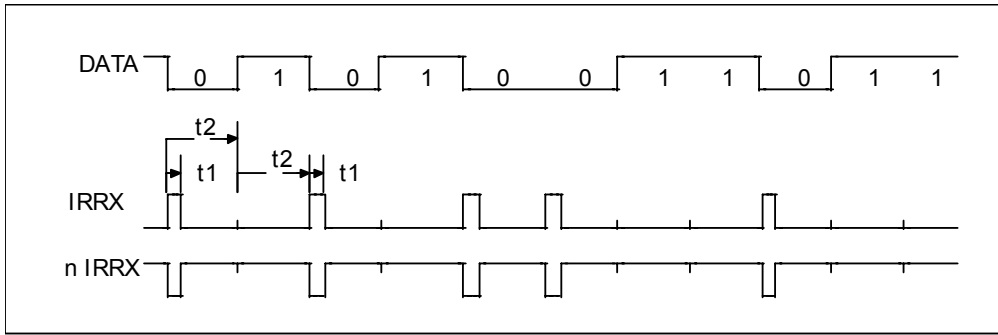 DATA 0 1 0 1 0 0 1 1 0 1 1
t2
t1 t2 t1
IRRX
n IRRX